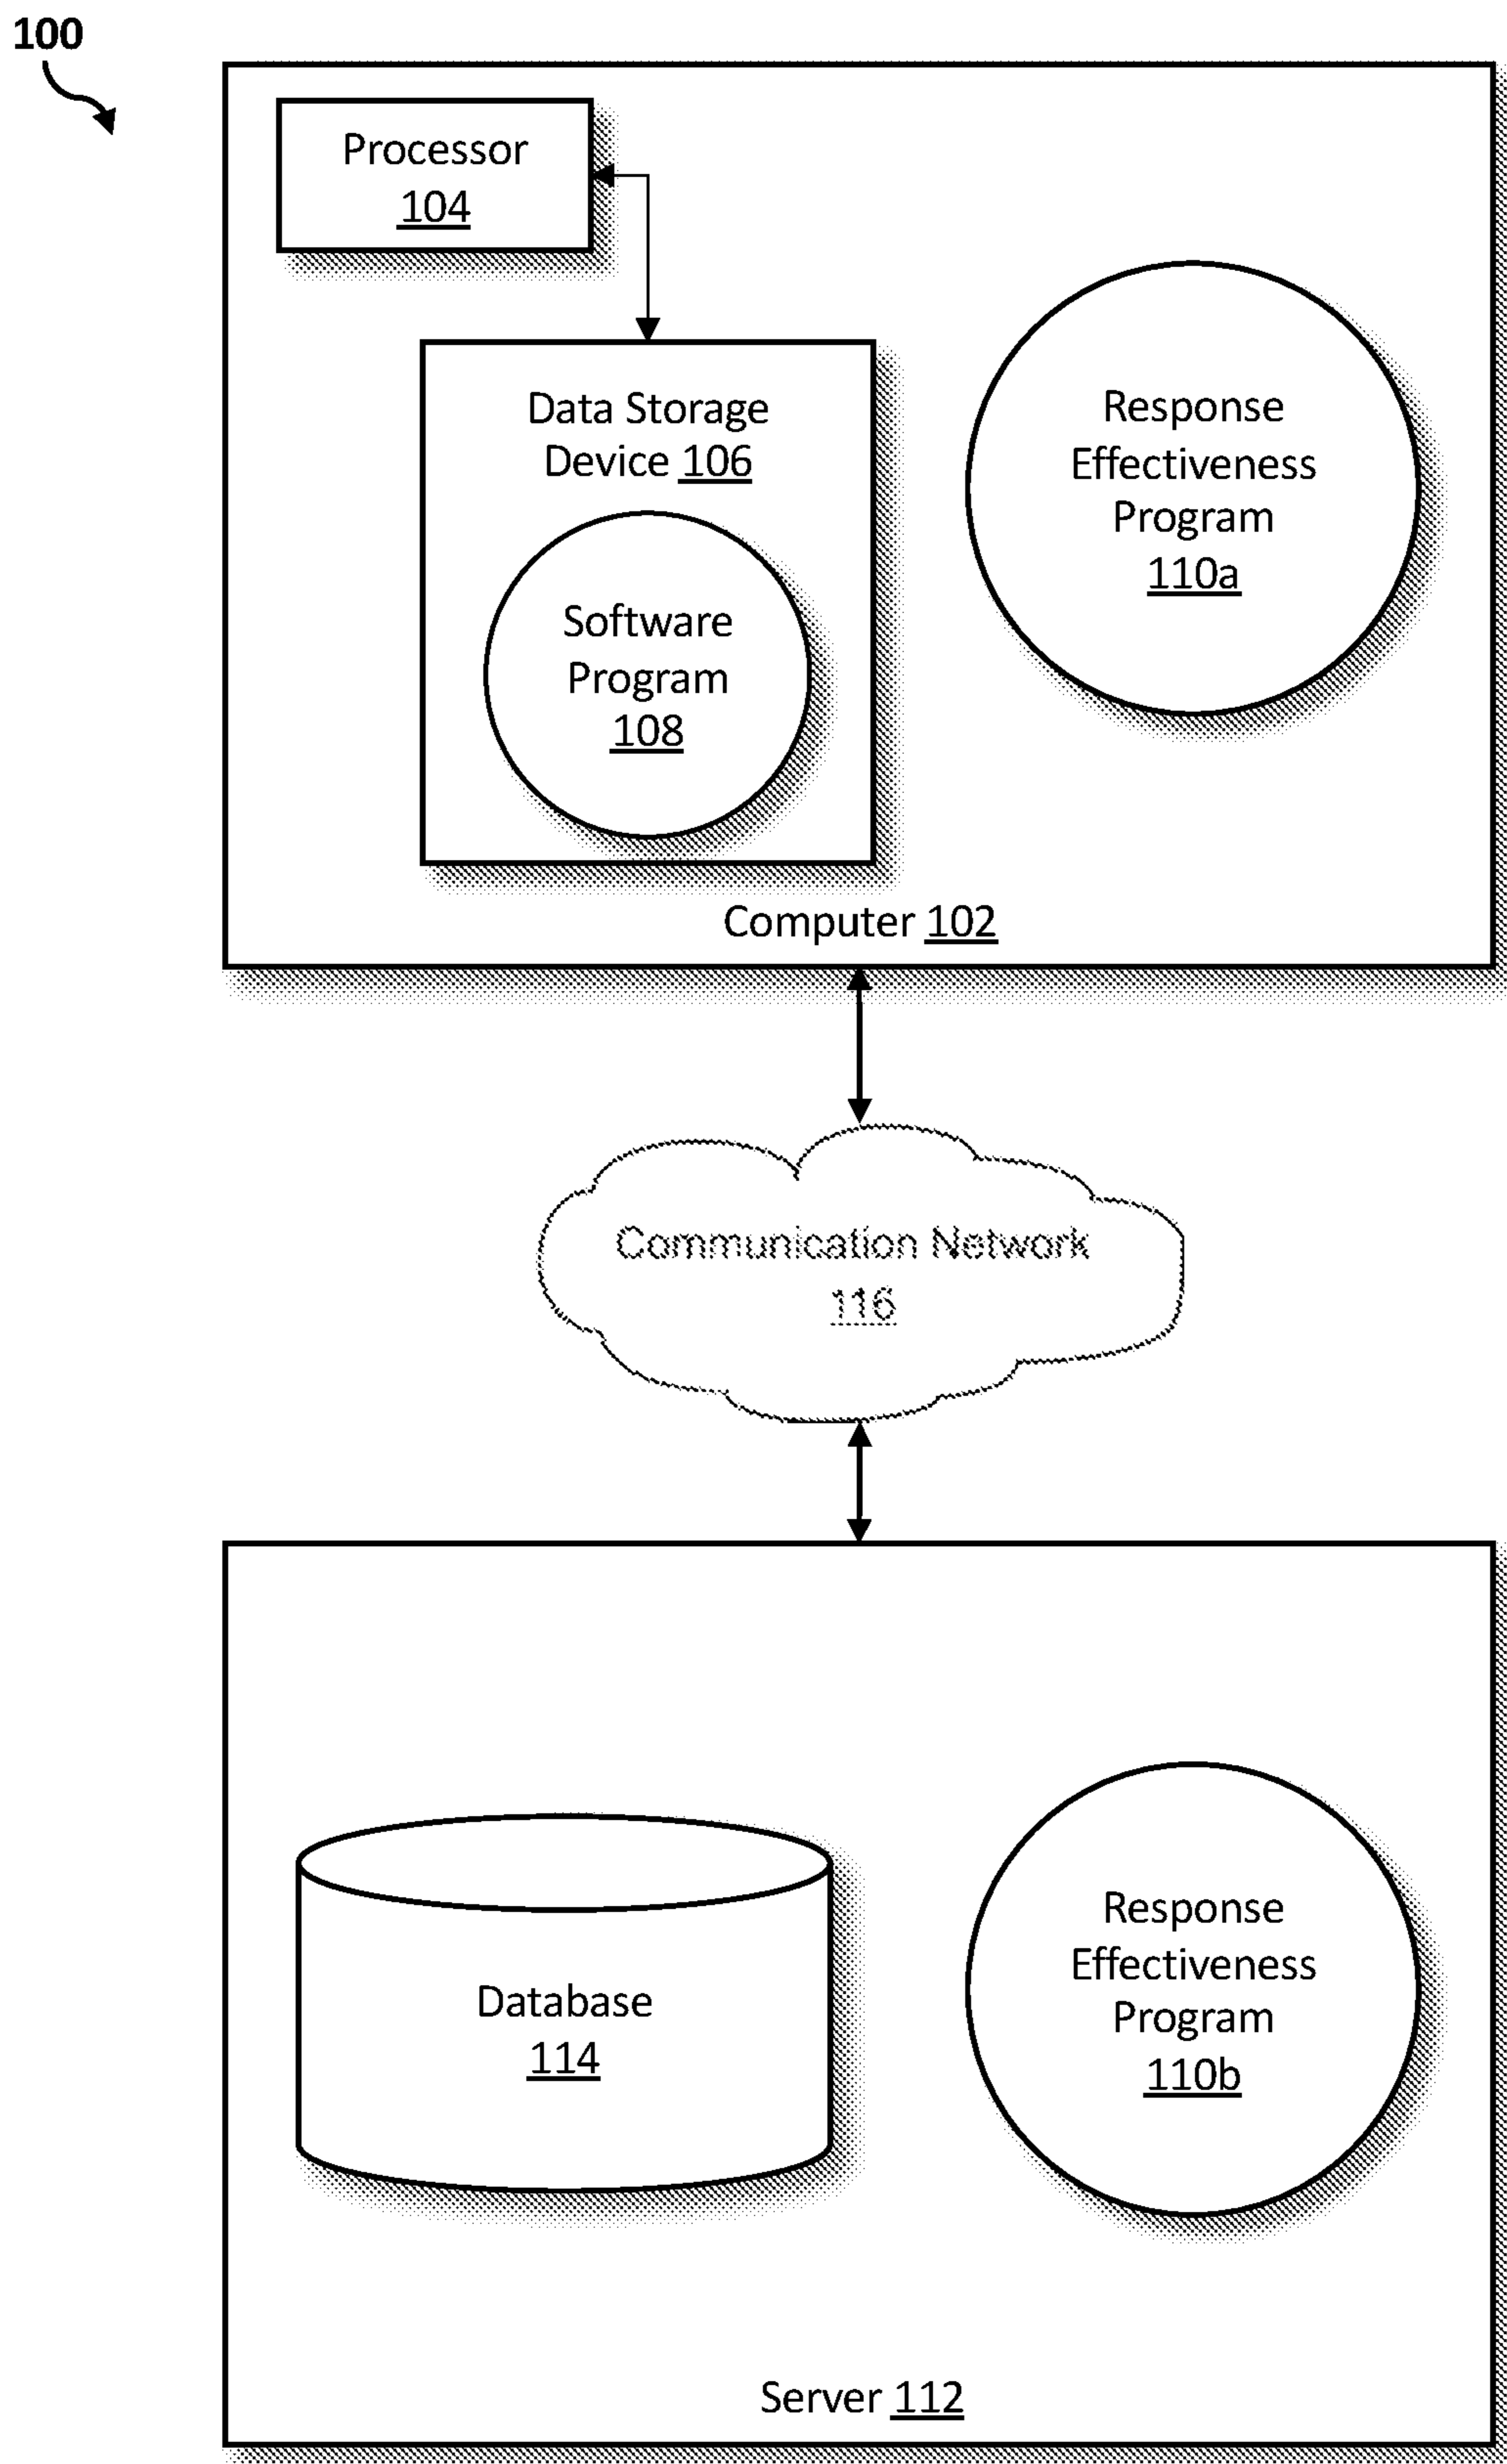 100
Processor
104
Data Storage
Device 106
Software
Program
108
Response
Effectiveness
Program
110a
Computer 102
Communication Network
116
Database
114
Response
Effectiveness
Program
110b
Server 112